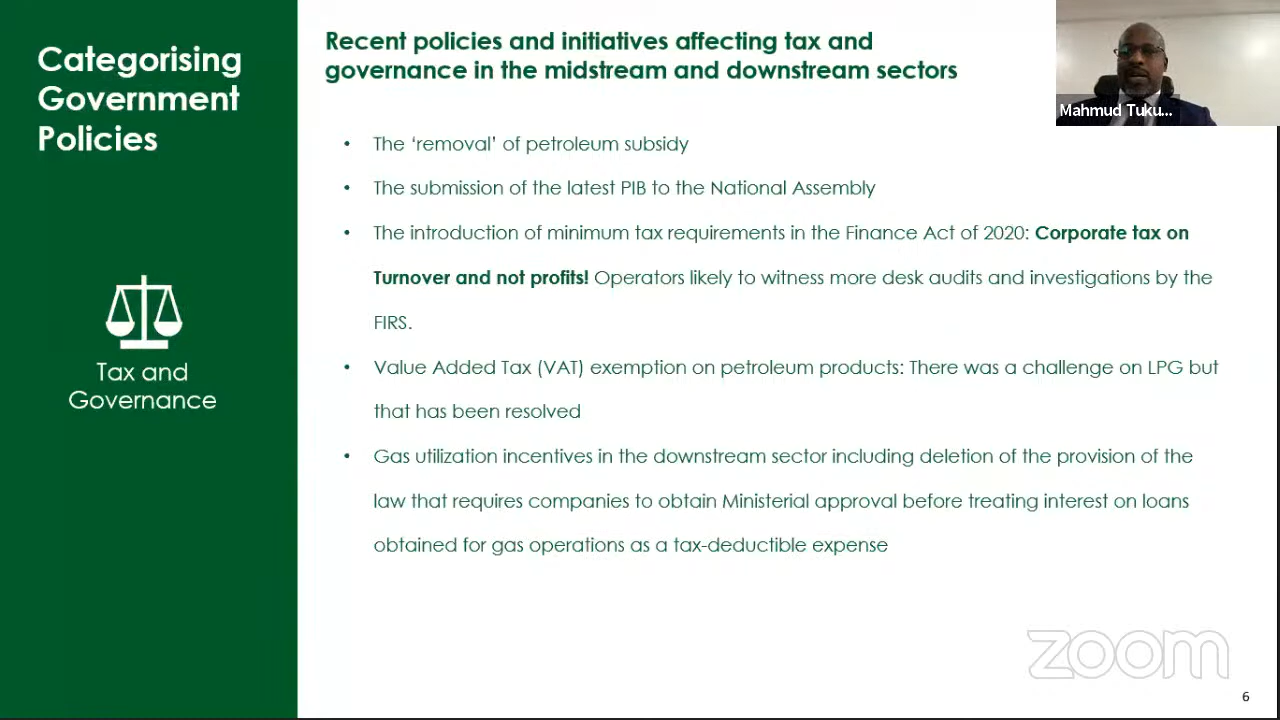 Categorising
Government
Policies
Tax and
Governance
Recent policies and initiatives affecting tax and
governance in the midstream and downstream sectors
• The ‘removal’ of petroleum subsidy
• The submission of the latest PIB to the National Assembly
• The introduction of minimum tax requirements in the Finance Act of 2020: Corporate tax on
Turnover and not profits! Operators likely to witness more desk audits and investigations by the
FIRS.
• Value Added Tax (VAT) exemption on petroleum products: There was a challenge on LPG but
that has been resolved
• Gas utilization incentives in the downstream sector including deletion of the provision of the
law that requires companies to obtain Ministerial approval before treating interest on loans
obtained for gas operations as a tax-deductible expense
Mahmud Tuku...
zoom
6